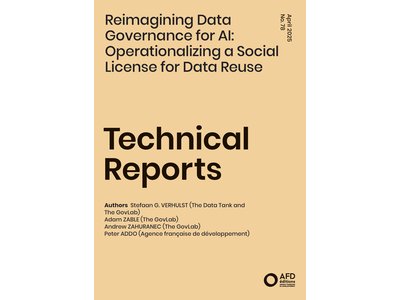 Reimagining Data
Governance for AI:
Operationalizing a Social
License for Data Reuse
April 2025
No. 78
Technical
Reports
Authors Stefaan G. VERHULST (The Data Tank and
The GovLab)
Adam ZABLE (The GovLab)
Andrew ZAHURANEC (The GovLab)
Peter ADDO (Agence française de développement)
AFD
éditions